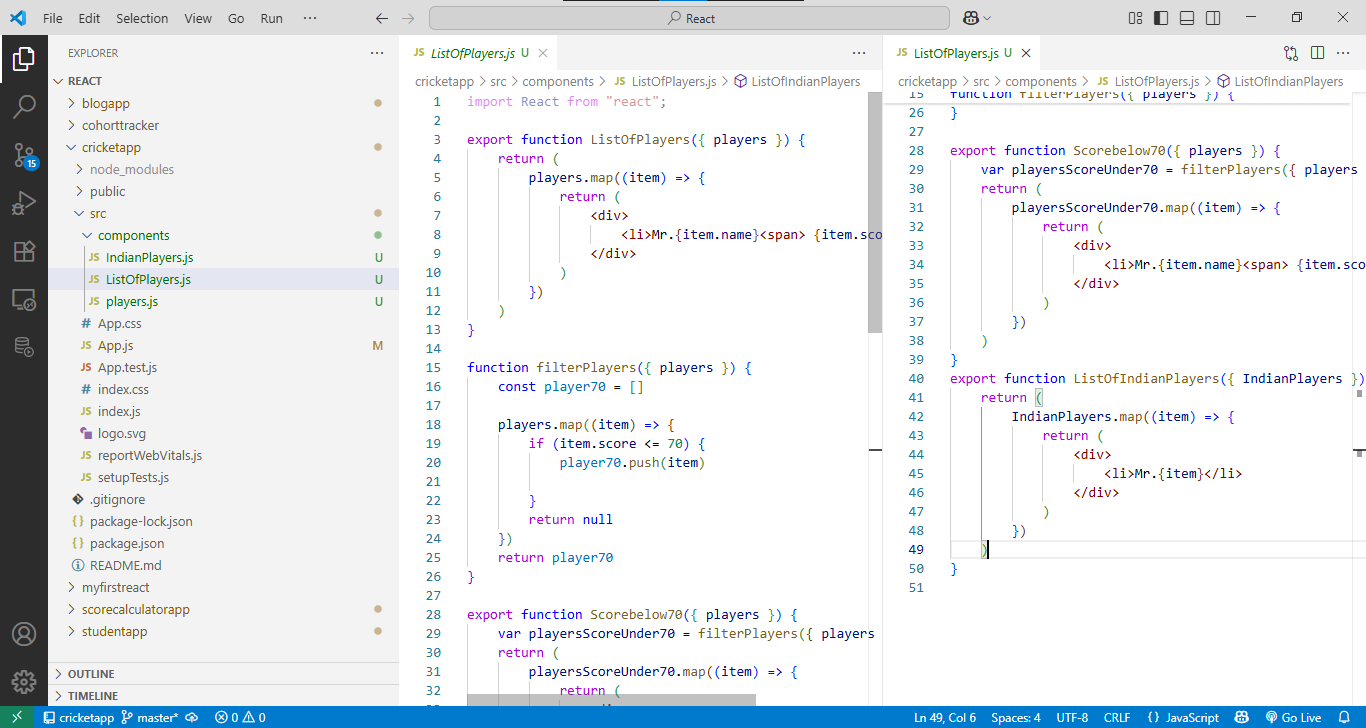 File Edit Selection View Go Run ··· React
EXPLORER ···
REACT
blogapp
cohorttracker
cricketapp
node_modules
public
src
components
JS IndianPlayers.js U
JS ListOfPlayers.js U
JS players.js U
# App.css
JS App.js M
JS App.test.js
# index.css
JS index.js
logo.svg
JS reportWebVitals.js
JS setupTests.js
.gitignore
{} package-lock.json
{} package.json
README.md
myfirstreact
scorecalculatorapp
studentapp
OUTLINE
TIMELINE
15
JS ListOfPlayers.js U
cricketapp > src > components > JS ListOfPlayers.js > ListOfIndianPlayers
1 import React from "react";
2
3 export function ListOfPlayers({ players }) {
4 return (
5 players.map((item) => {
6 return (
7 <div>
8 <li>Mr.{item.name}<span> {item.sco
9 </div>
10 )
11 })
12 )
13 }
14
15 function filterPlayers({ players }) {
16 const player70 = []
17
18 players.map((item) => {
19 if (item.score <= 70) {
20 player70.push(item)
21
22 }
23 return null
24 })
25 return player70
26 }
27
28 export function Scorebelow70({ players }) {
29 var playersScoreUnder70 = filterPlayers({ players
30 return (
31 playersScoreUnder70.map((item) => {
32 return (
JS ListOfPlayers.js U
cricketapp > src > components > JS ListOfPlayers.js > ListOfIndianPlayers
15 function filterPlayers({ players }) {
26 }
27
28 export function Scorebelow70({ players }) {
29 var playersScoreUnder70 = filterPlayers({ players
30 return (
31 playersScoreUnder70.map((item) => {
32 return (
33 <div>
34 <li>Mr.{item.name}<span> {item.sco
35 </div>
36 )
37 })
38 )
39 }
40 export function ListOfIndianPlayers({ IndianPlayers })
41 return (
42 IndianPlayers.map((item) => {
43 return (
44 <div>
45 <li>Mr.{item}</li>
46 </div>
47 )
48 })
49 )
50 }
51
cricketapp master* 0 0 Ln 49, Col 6 Spaces: 4 UTF-8 CRLF {} JavaScript Go Live